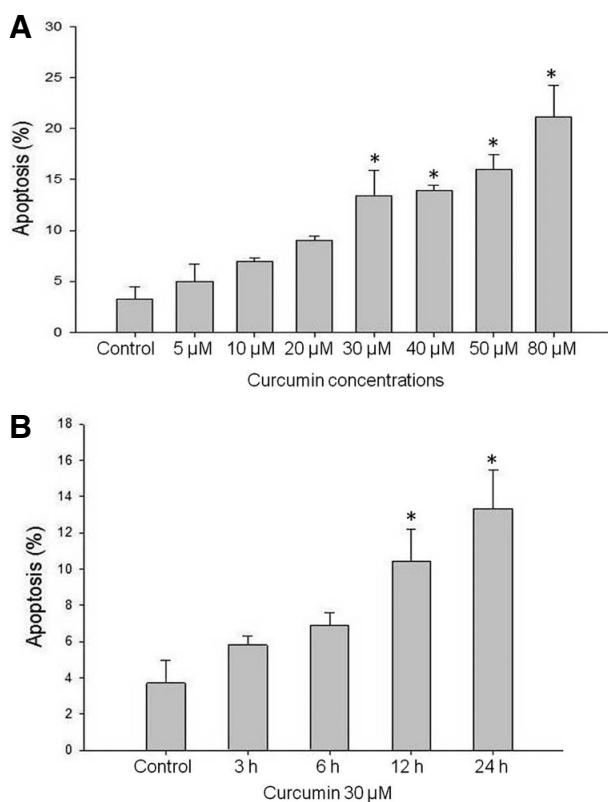 A
30
25
20
15
10
5
0
Apoptosis (%)
* * * *
Control 5 µM 10 µM 20 µM 30 µM 40 µM 50 µM 80 µM
Curcumin concentrations
B
18
16
14
12
10
8
6
4
2
0
Apoptosis (%)
* *
Control 3 h 6 h 12 h 24 h
Curcumin 30 µM